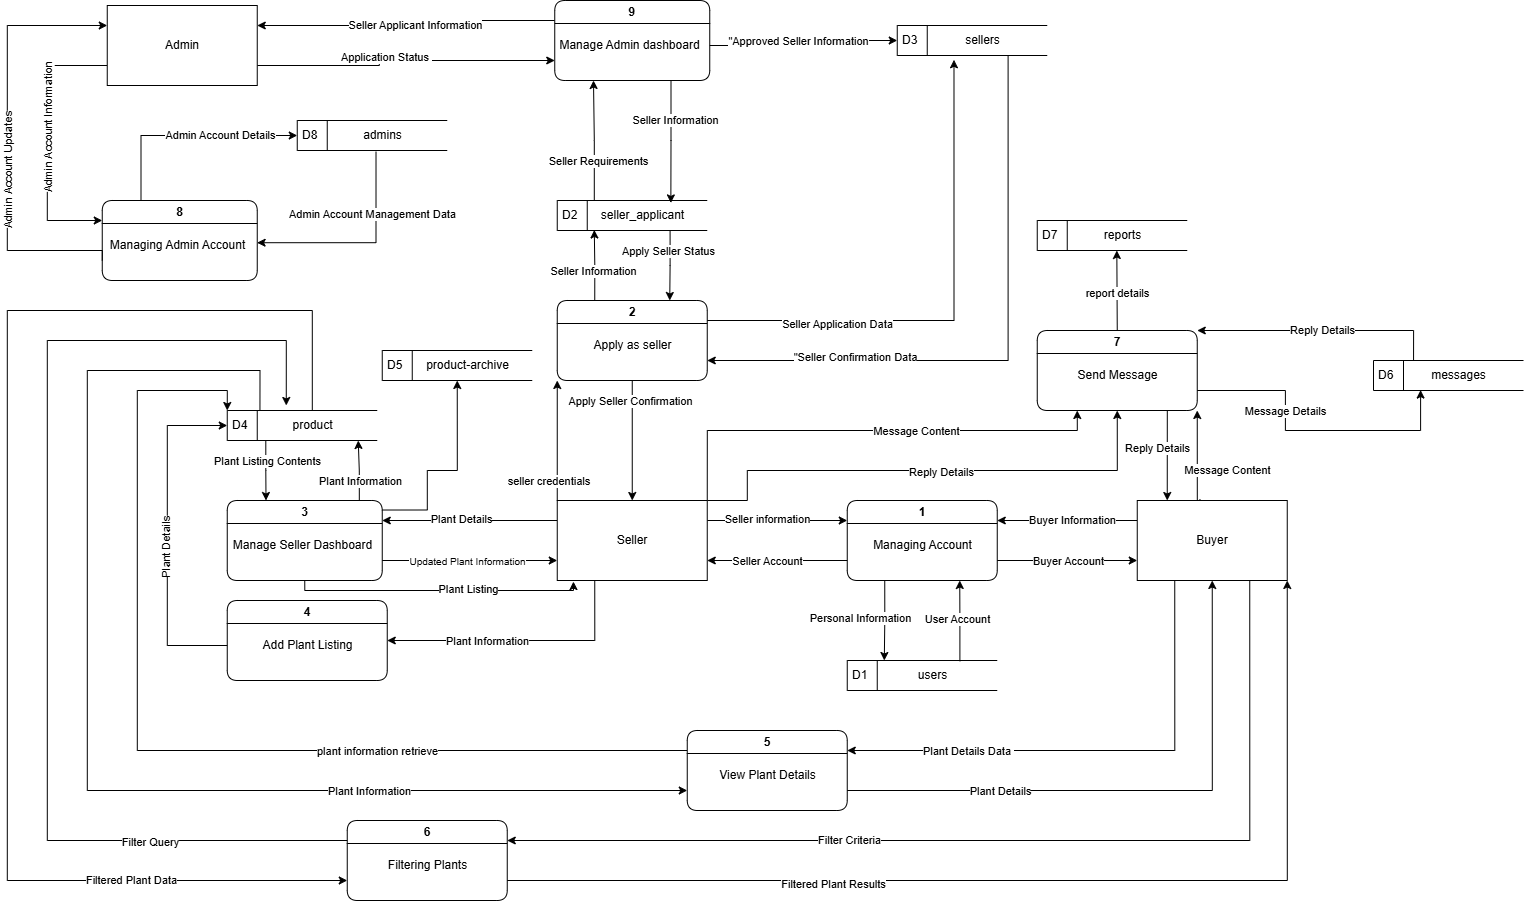 9
Seller Applicant Information
Admin
Manage Admin dashboard
"Approved Seller Information
D3
sellers
Application Status
Admin Account Updates
Admin Account Information
Seller Information
Admin Account Details
D8
admins
Seller Requirements
8
Admin Account Management Data
D2
seller_applicant
Managing Admin Account
D7
reports
Apply Seller Status
Seller Information
report details
2
Seller Application Data
Reply Details
7
Apply as seller
"Seller Confirmation Data
D5
product-archive
Send Message
D6
messages
Apply Seller Confirmation
Message Details
D4
product
Message Content
Reply Details
Plant Listing Contents
Message Content
Reply Details
Plant Information
seller credentials
3
Plant Details
Seller information
1
Buyer Information
Manage Seller Dashboard
Seller
Managing Account
Buyer
Plant Details
Updated Plant Information
Seller Account
Buyer Account
Plant Listing
4
Personal Information
User Account
Add Plant Listing
Plant Information
D1
users
5
plant information retrieve
Plant Details Data
View Plant Details
Plant Information
Plant Details
6
Filter Query
Filter Criteria
Filtering Plants
Filtered Plant Data
Filtered Plant Results